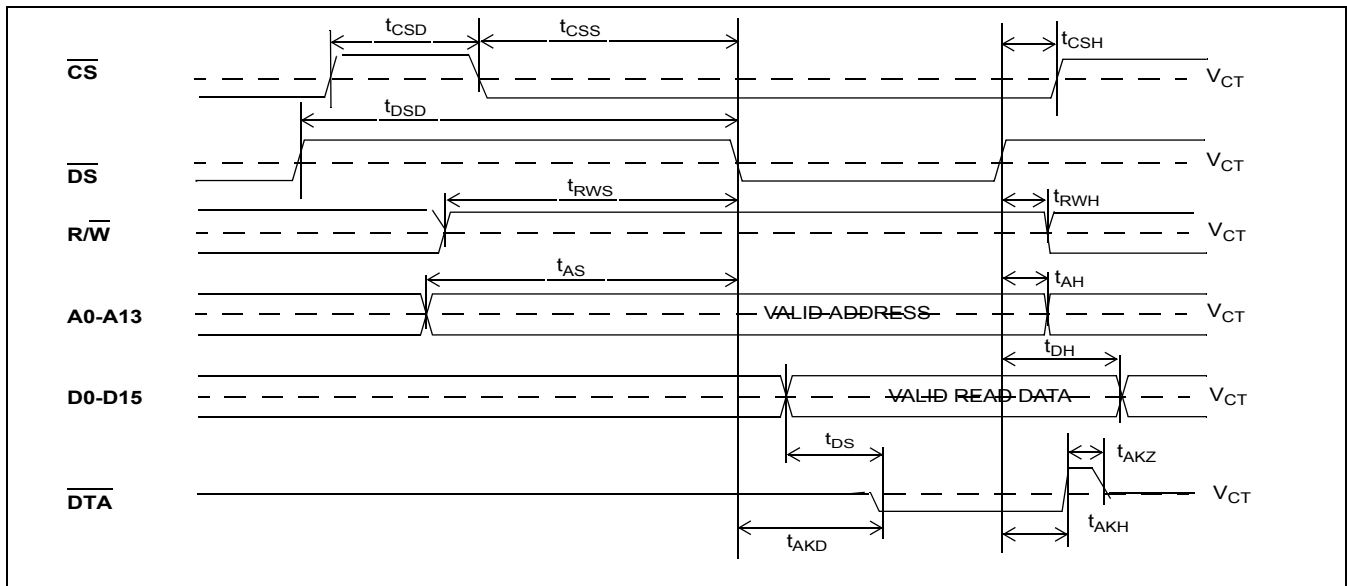 tCSD
tCSS
tCSH
CS
VCT
tDSD
DS
VCT
tRWS
tRWH
R/W
VCT
tAS
tAH
A0-A13
VALID ADDRESS
VCT
tDH
D0-D15
VALID READ DATA
VCT
tDS
tAKZ
DTA
VCT
tAKD
tAKH